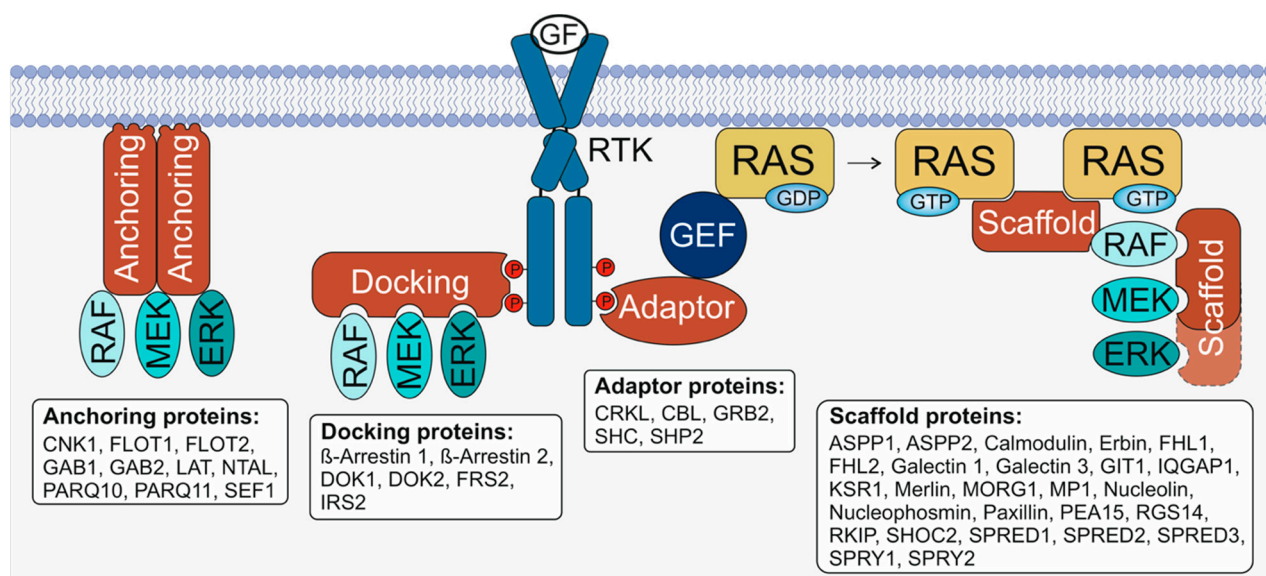 GF
RTK
Anchoring
Anchoring
RAF
MEK
ERK
Docking
RAF
MEK
ERK
P
P
P
P
Adaptor
GEF
RAS
GDP
RAS
GTP
RAS
GTP
Scaffold
RAF
MEK
ERK
Scaffold
Anchoring proteins:
CNK1, FLOT1, FLOT2,
GAB1, GAB2, LAT, NTAL,
PARQ10, PARQ11, SEF1
Docking proteins:
ß-Arrestin 1, ß-Arrestin 2,
DOK1, DOK2, FRS2,
IRS2
Adaptor proteins:
CRKL, CBL, GRB2,
SHC, SHP2
Scaffold proteins:
ASPP1, ASPP2, Calmodulin, Erbin, FHL1,
FHL2, Galectin 1, Galectin 3, GIT1, IQGAP1,
KSR1, Merlin, MORG1, MP1, Nucleolin,
Nucleophosmin, Paxillin, PEA15, RGS14,
RKIP, SHOC2, SPRED1, SPRED2, SPRED3,
SPRY1, SPRY2